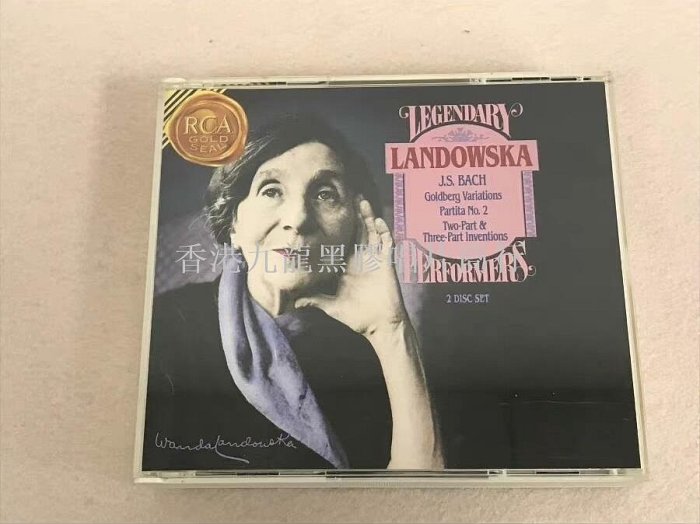 RCA
GOLD
SEAL
LEGENDARY
LANDOWSKA
J.S. BACH
Goldberg Variations
Partita No. 2
Two-Part &
Three-Part Inventions
PERFORMERS
2 DISC SET
香港九龍黑膠
Wanda Landowska